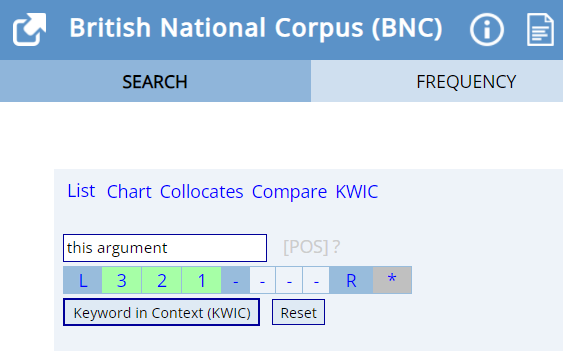 British National Corpus (BNC)
SEARCH FREQUENCY
List Chart Collocates Compare KWIC
this argument [POS] ?
L 3 2 1 - - - - R *
Keyword in Context (KWIC) Reset